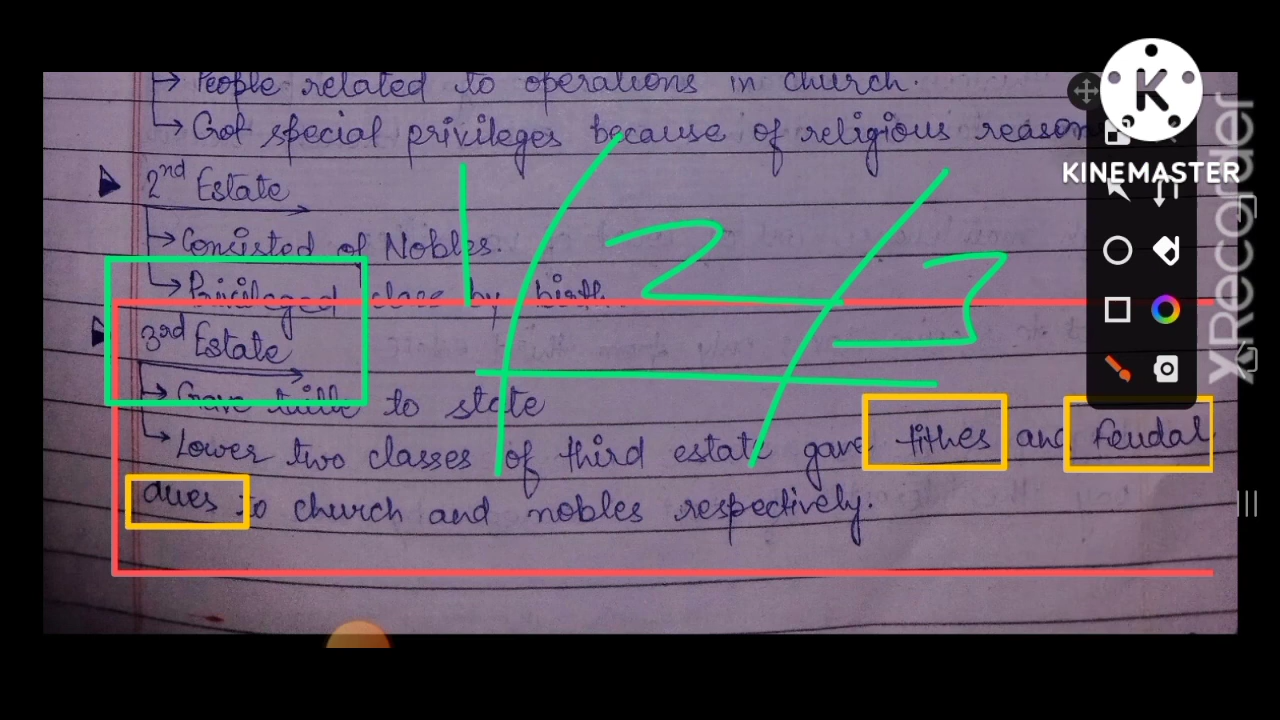 People related to operations in church.
Got special privileges because of religious reason
2nd Estate
Consisted of Nobles.
Privileged class by birth
3rd Estate
Gave taille to state
Lower two classes of third estate gave tithes and feudal
dues to church and nobles respectively.
1/2/3
K
KINEMASTER
XRecorder